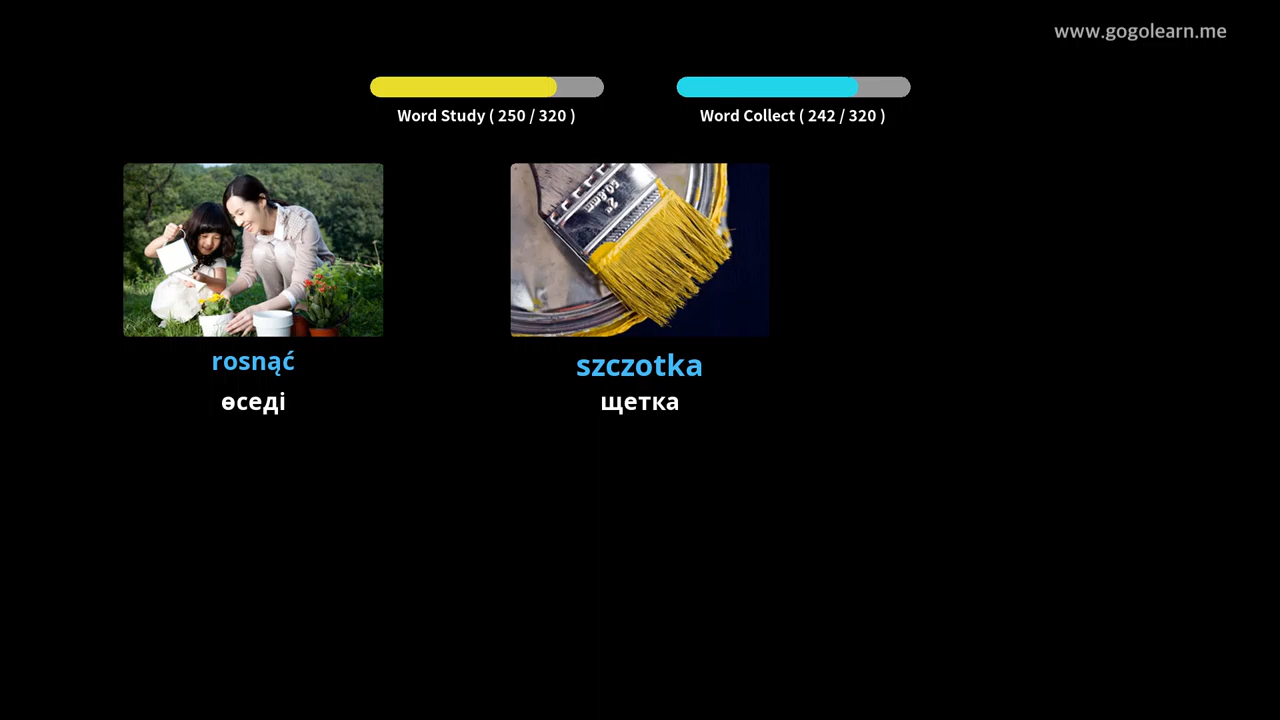 www.gogolearn.me
Word Study ( 250 / 320 )
Word Collect ( 242 / 320 )
rosnąć
өседі
szczotka
щетка